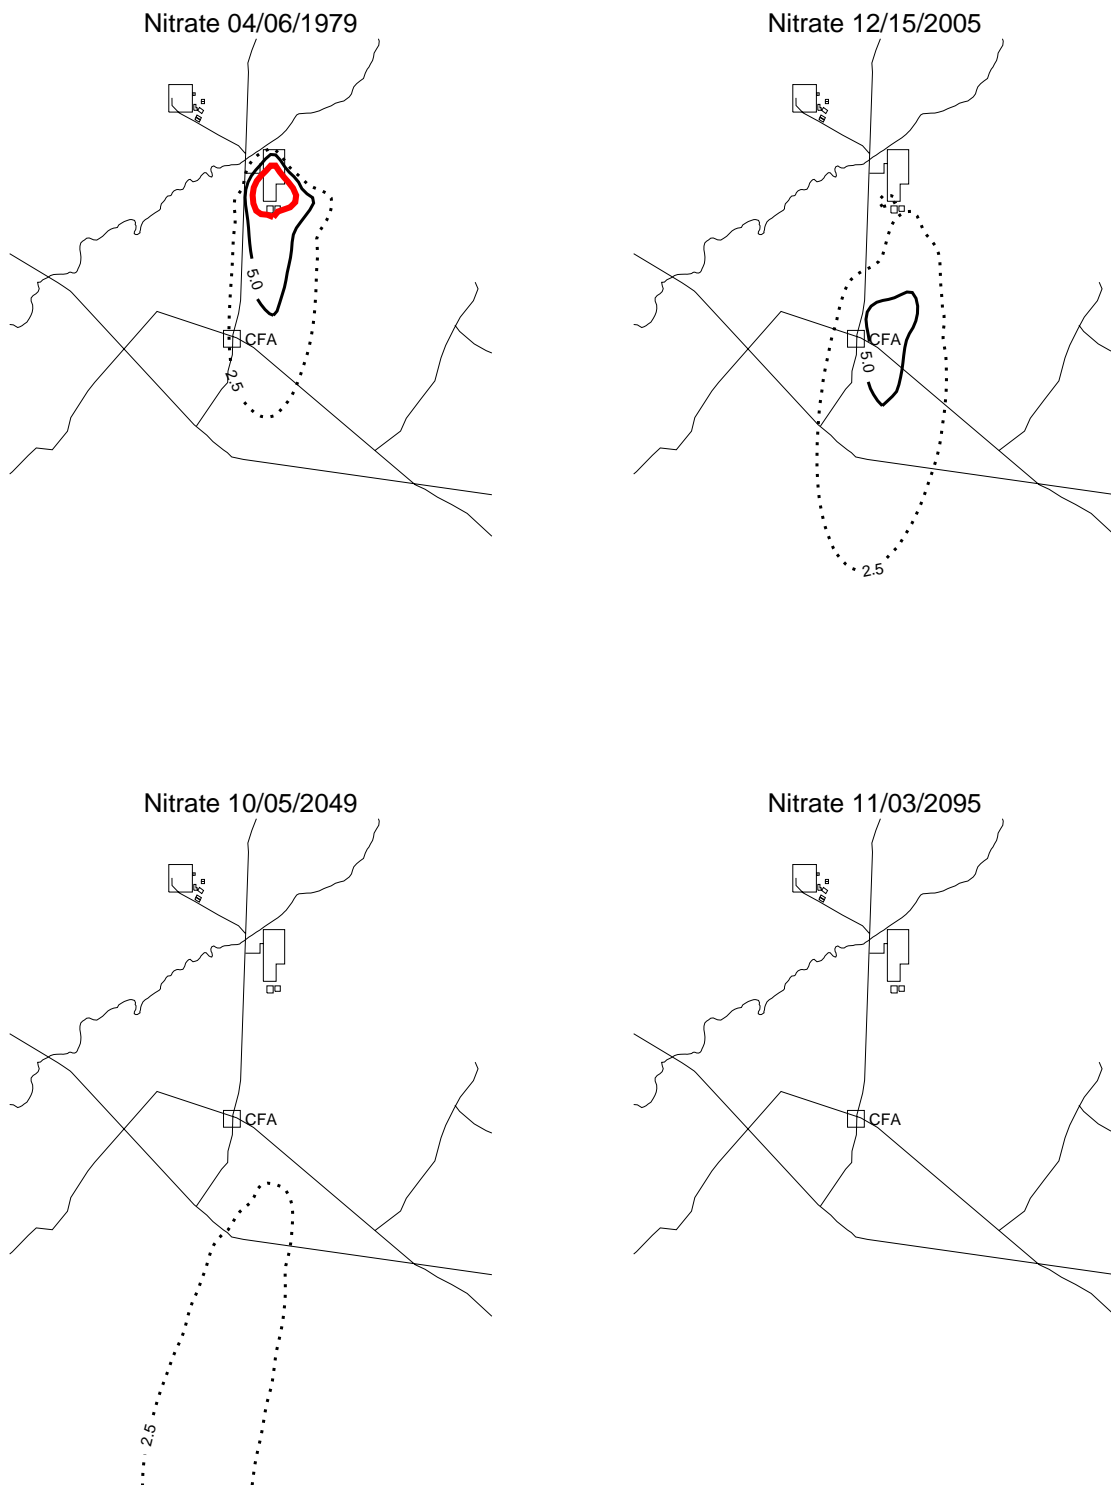 Nitrate 04/06/1979
Nitrate 12/15/2005
5.0
CFA
2.5
CFA
5.0
2.5
Nitrate 10/05/2049
Nitrate 11/03/2095
CFA
CFA
2.5